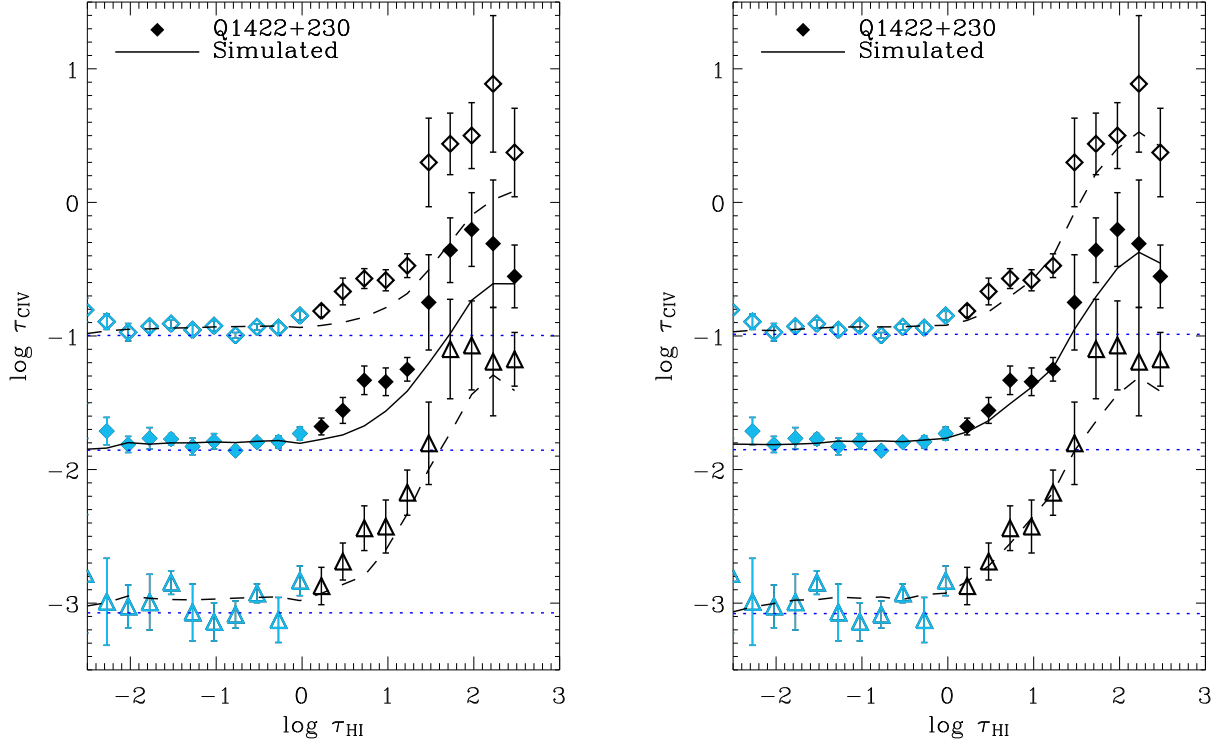 Q1422+230
Simulated
1
0
−1
−2
−3
log τCIV
−2 −1 0 1 2 3
log τHI
Q1422+230
Simulated
1
0
−1
−2
−3
log τCIV
−2 −1 0 1 2 3
log τHI